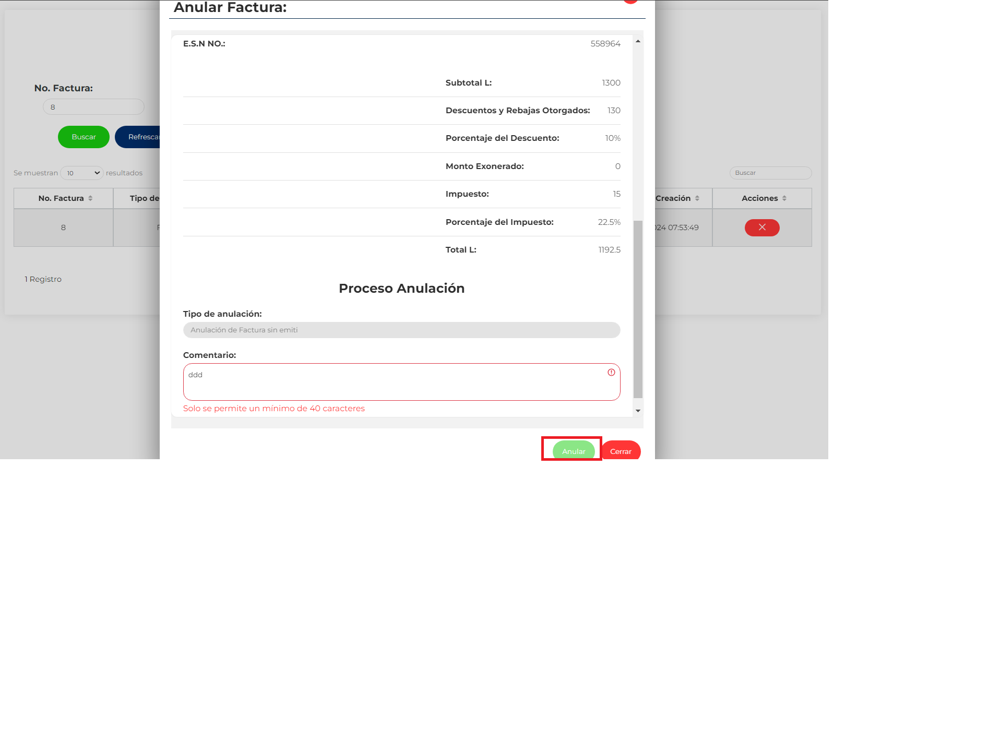 Anular Factura:
E.S.N NO.: 558964
No. Factura:
8
Buscar Refrescar
Se muestran 10 resultados
Buscar
No. Factura Tipo de Creación Acciones
8 024 07:53:49
1 Registro
Subtotal L: 1300
Descuentos y Rebajas Otorgados: 130
Porcentaje del Descuento: 10%
Monto Exonerado: 0
Impuesto: 15
Porcentaje del Impuesto: 22.5%
Total L: 1192.5
Proceso Anulación
Tipo de anulación:
Anulación de Factura sin emiti
Comentario:
ddd
Solo se permite un mínimo de 40 caracteres
Anular Cerrar